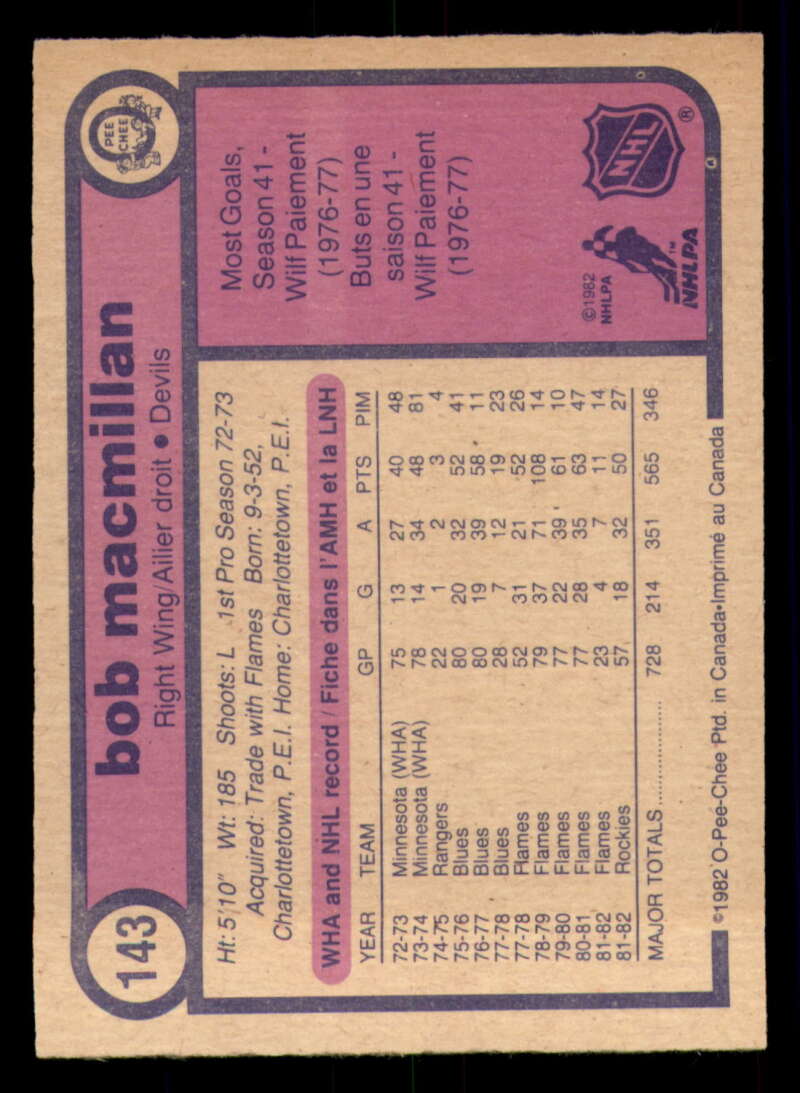 143
bob macmillan
Right Wing/Ailier droit • Devils
O
PEE
CHEE
Ht: 5'10" Wt: 185 Shoots: L 1st Pro Season 72-73
Acquired: Trade with Flames Born: 9-3-52,
Charlottetown, P.E.I. Home: Charlottetown, P.E.I.
WHA and NHL record / Fiche dans l'AMH et la LNH
YEAR TEAM GP G A PTS PIM
72-73 Minnesota (WHA) 75 13 27 40 48
73-74 Minnesota (WHA) 78 14 34 48 81
74-75 Rangers 22 1 2 3 4
75-76 Blues 80 20 32 52 41
76-77 Blues 80 19 39 58 11
77-78 Blues 28 7 12 19 23
77-78 Flames 52 31 21 52 26
78-79 Flames 79 37 71 108 14
79-80 Flames 77 22 39 61 10
80-81 Flames 77 28 35 63 47
81-82 Flames 23 4 7 11 14
81-82 Rockies 57 18 32 50 27
MAJOR TOTALS .................... 728 214 351 565 346
Most Goals,
Season 41 -
Wilf Paiement
(1976-77)
Buts en une
saison 41 -
Wilf Paiement
(1976-77)
©1982
NHLPA
NHLPA™
NHL®
©1982 O-Pee-Chee Ptd. in Canada•Imprimé au Canada